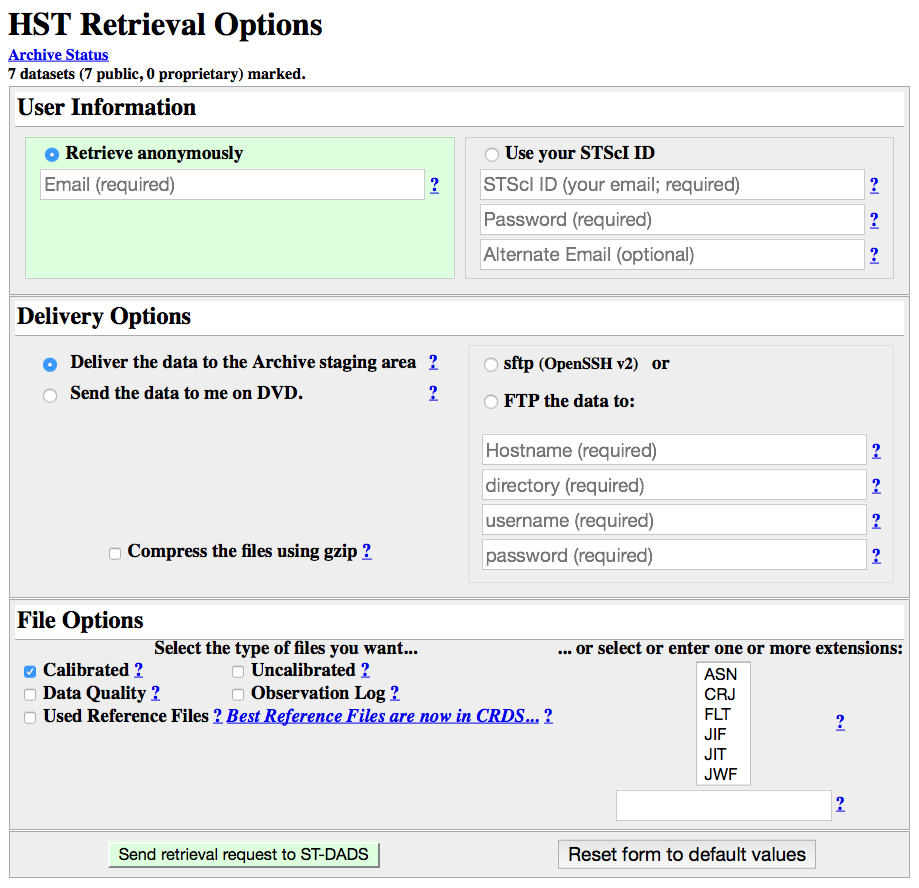 HST Retrieval Options
Archive Status
7 datasets (7 public, 0 proprietary) marked.
User Information
Retrieve anonymously
Email (required) ?
Use your STScI ID
STScI ID (your email; required) ?
Password (required) ?
Alternate Email (optional) ?
Delivery Options
Deliver the data to the Archive staging area ?
Send the data to me on DVD. ?
Compress the files using gzip ?
sftp (OpenSSH v2) or
FTP the data to:
Hostname (required) ?
directory (required) ?
username (required) ?
password (required) ?
File Options
Select the type of files you want...
Calibrated ? Uncalibrated ?
Data Quality ? Observation Log ?
Used Reference Files ? Best Reference Files are now in CRDS... ?
... or select or enter one or more extensions:
ASN
CRJ
FLT
JIF
JIT
JWF
?
?
Send retrieval request to ST-DADS
Reset form to default values